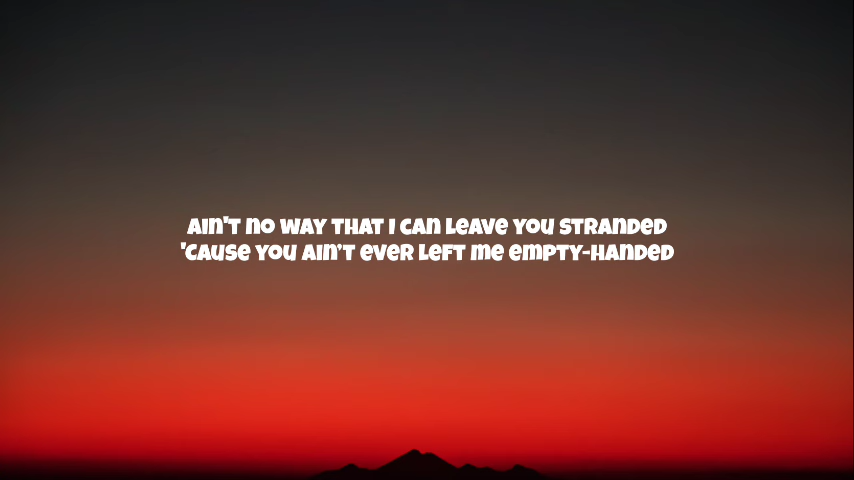 Ain't no way that I can leave you stranded
'Cause you ain't ever left me empty-handed